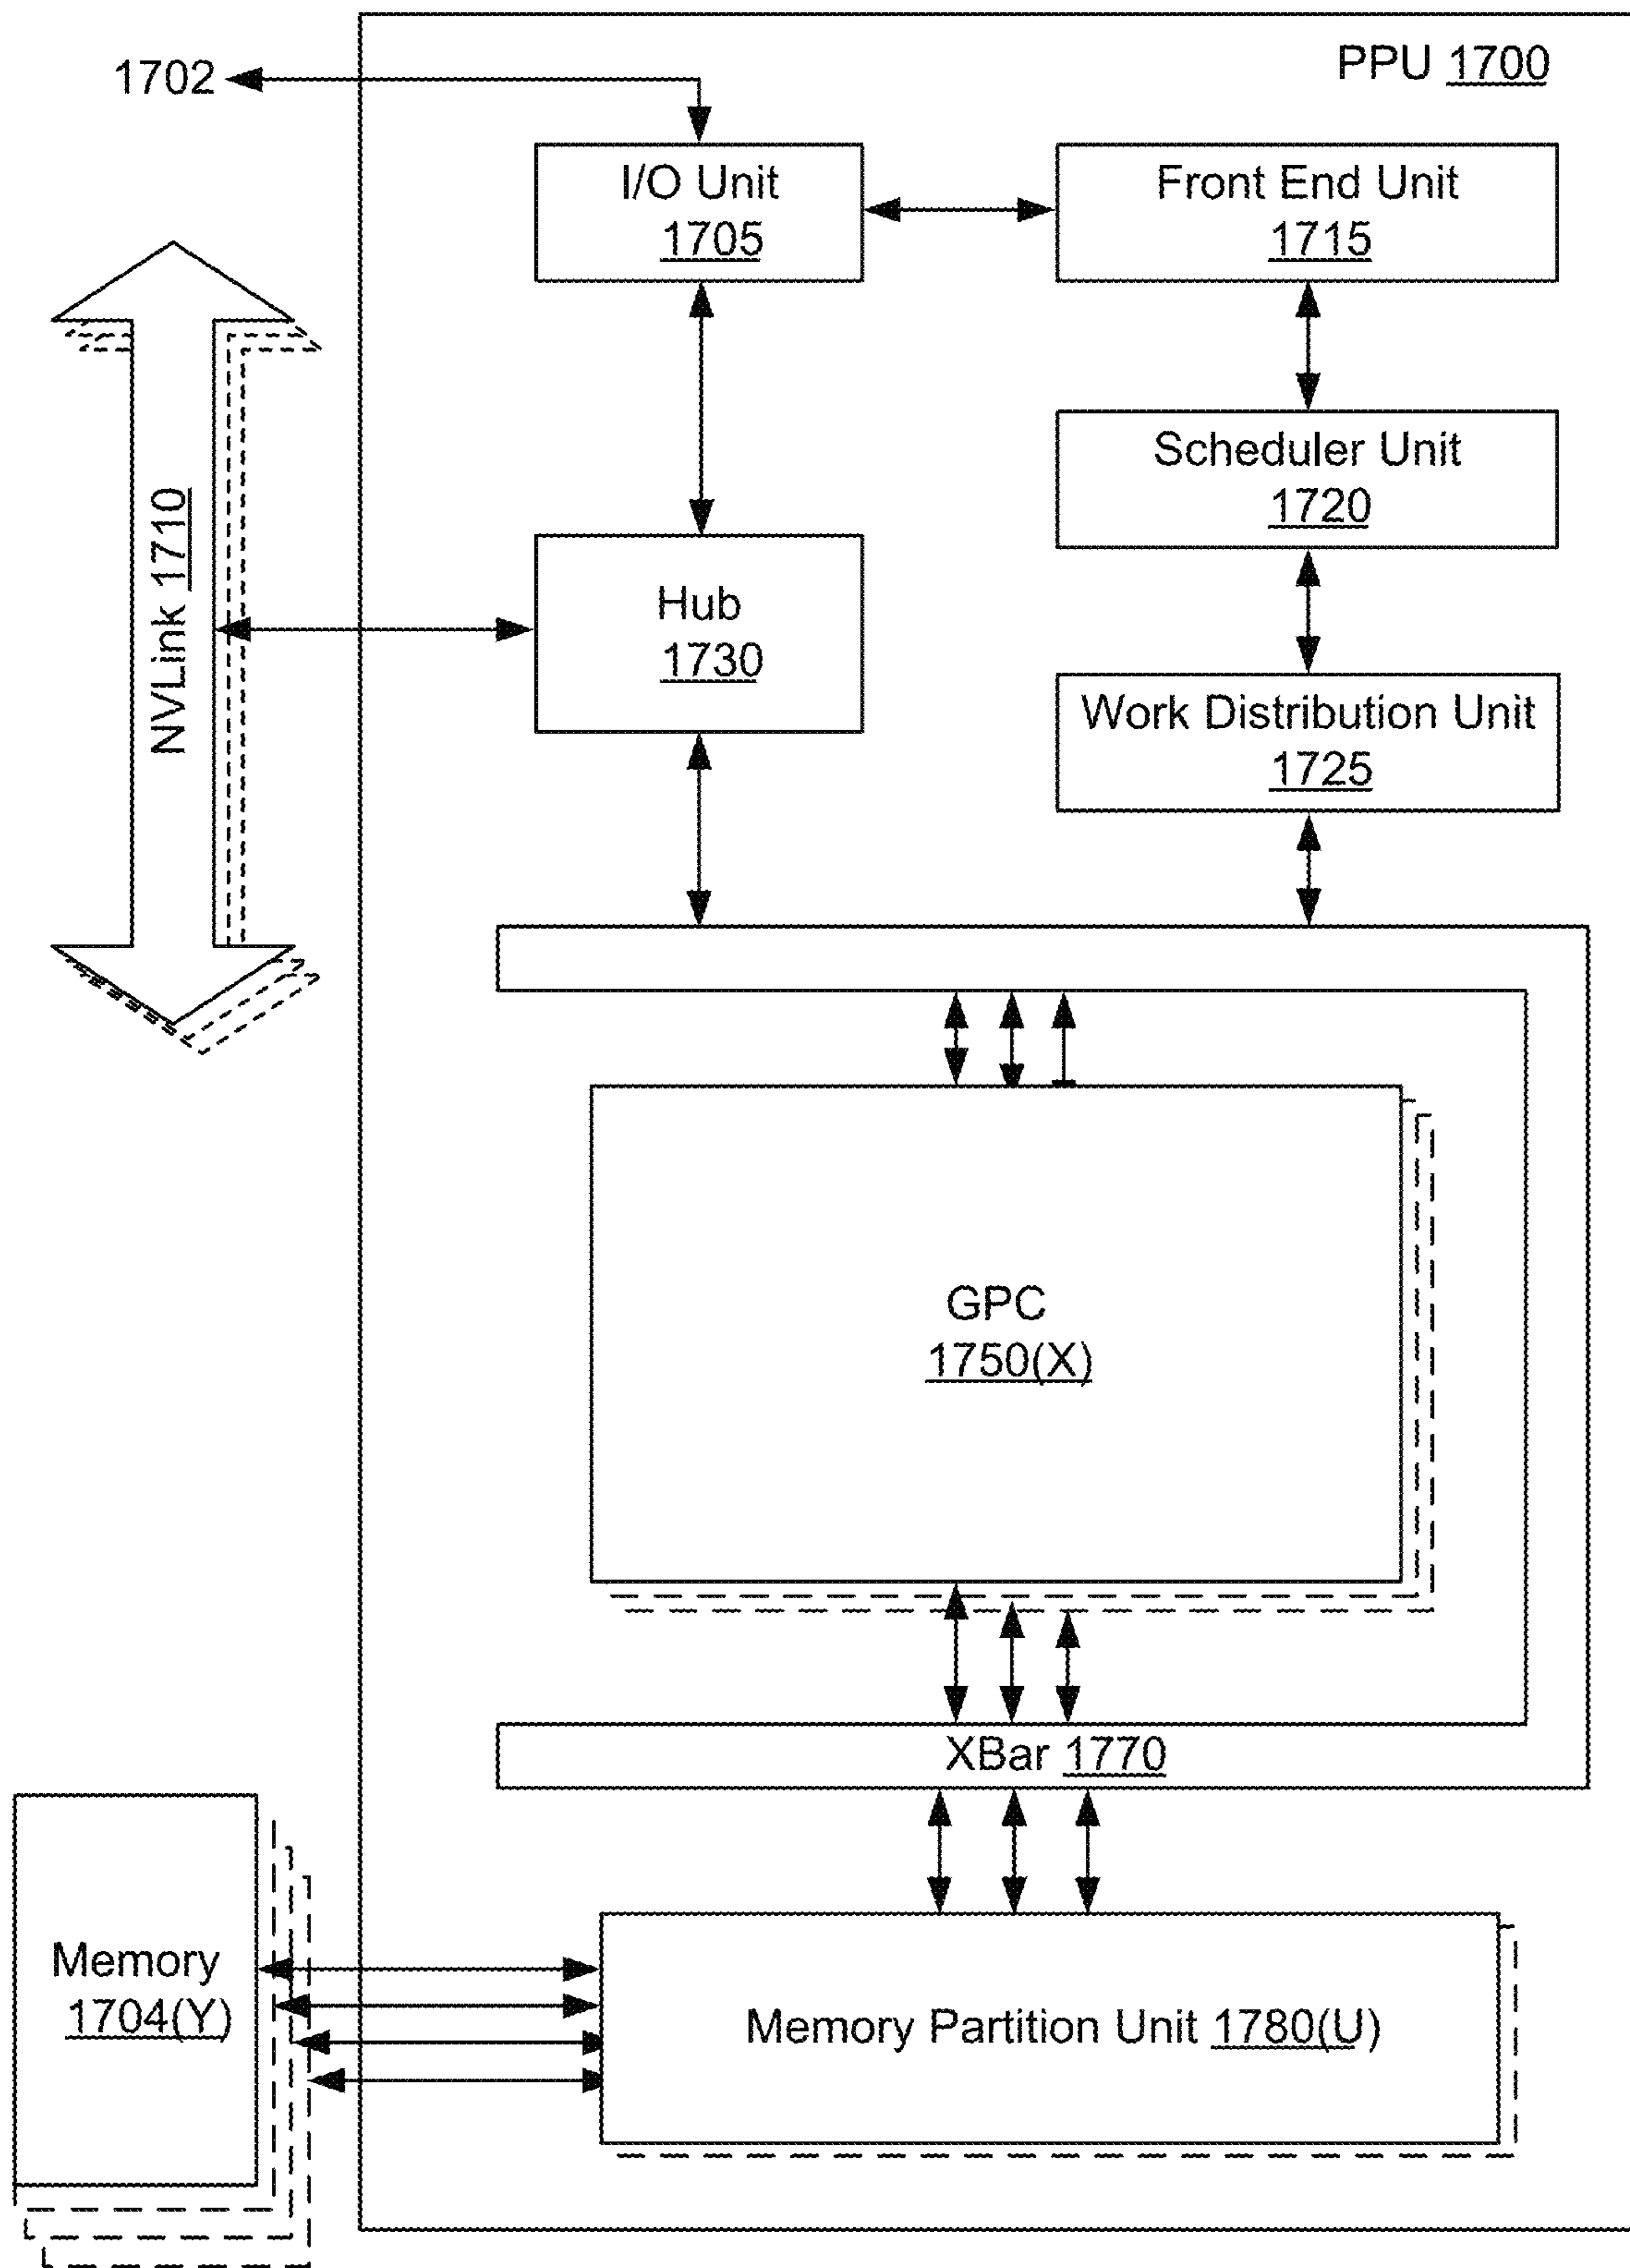 PPU 1700
1702
I/O Unit
1705
Front End Unit
1715
Scheduler Unit
1720
NVLink 1710
Hub
1730
Work Distribution Unit
1725
GPC
1750(X)
XBar 1770
Memory
1704(Y)
Memory Partition Unit 1780(U)